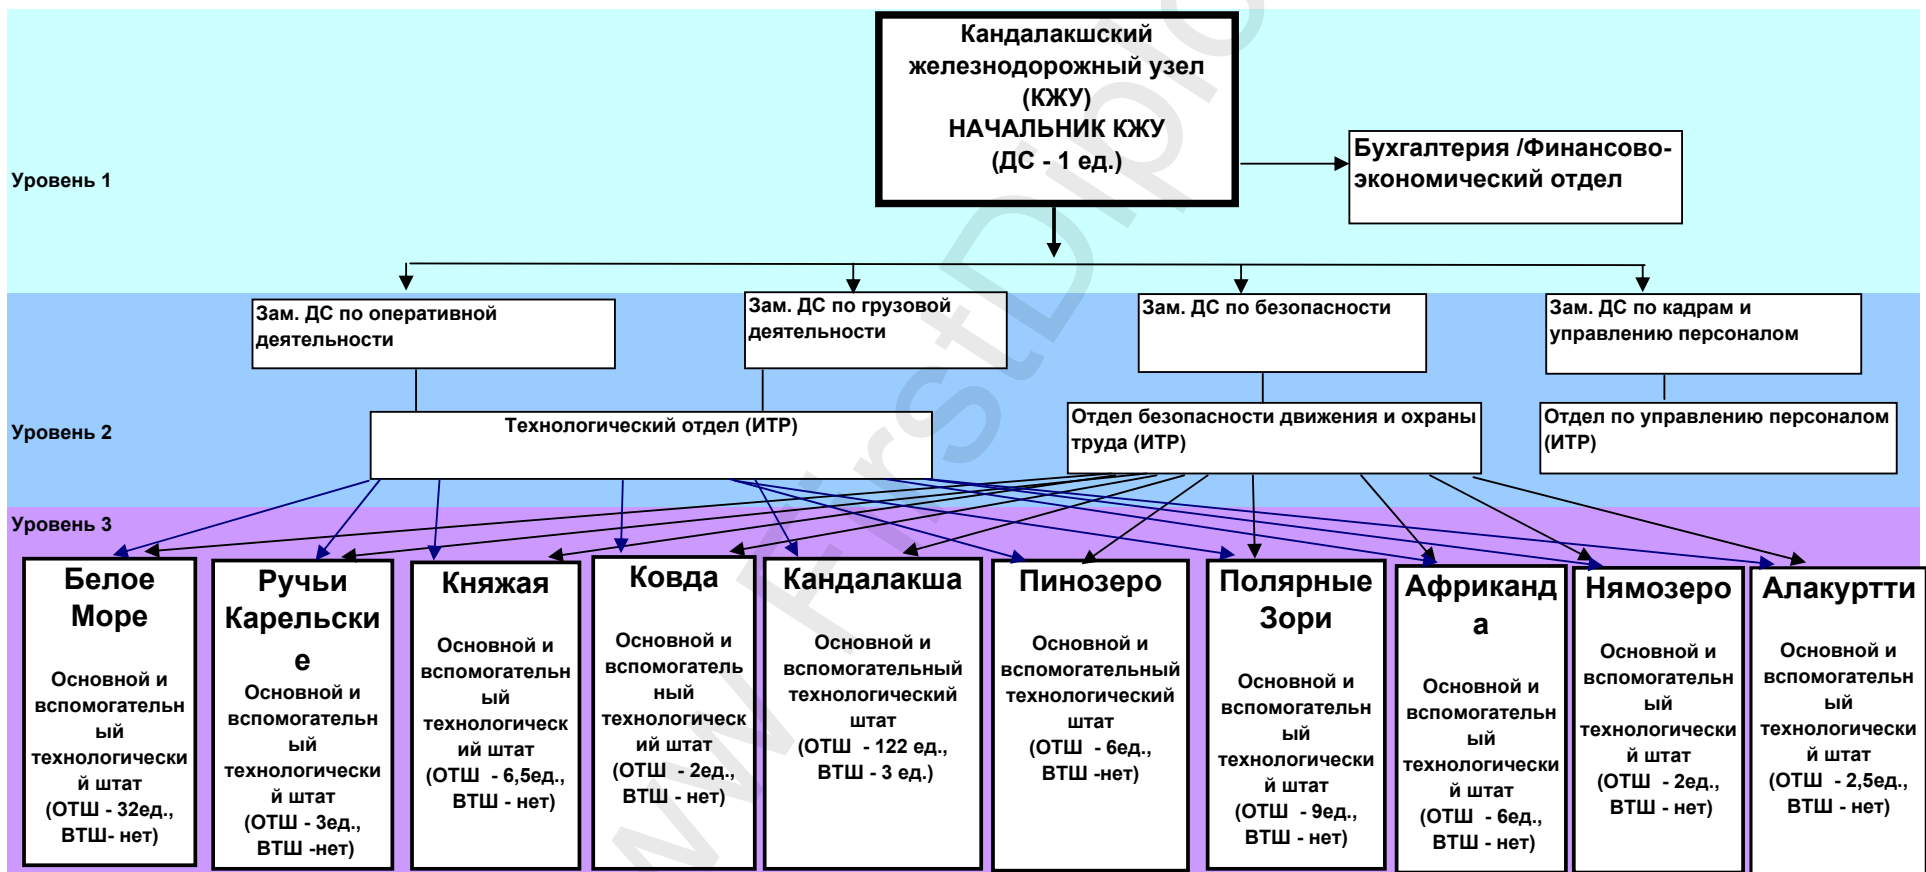 Кандалакшский
железнодорожный узел
(КЖУ)
НАЧАЛЬНИК КЖУ
(ДС - 1 ед.)
Бухгалтерия /Финансово-
экономический отдел
Уровень 1
Зам. ДС по оперативной
деятельности
Зам. ДС по грузовой
деятельности
Зам. ДС по безопасности
Зам. ДС по кадрам и
управлению персоналом
Уровень 2
Технологический отдел (ИТР)
Отдел безопасности движения и охраны
труда (ИТР)
Отдел по управлению персоналом
(ИТР)
Уровень 3
Белое
Море
Основной и
вспомогательн
ый
технологически
й штат
(ОТШ - 32ед.,
ВТШ- нет)
Ручьи
Карельски
е
Основной и
вспомогательн
ый
технологический
й штат
(ОТШ - 3ед.,
ВТШ -нет)
Княжая
Основной и
вспомогательн
ый
технологическ
ий штат
(ОТШ - 6,5ед.,
ВТШ - нет)
Ковда
Основной и
вспомогатель
ный
технологическ
ий штат
(ОТШ - 2ед.,
ВТШ - нет)
Кандалакша
Основной и
вспомогательный
технологический
штат
(ОТШ - 122 ед.,
ВТШ - 3 ед.)
Пинозеро
Основной и
вспомогательный
технологический
штат
(ОТШ - 6ед.,
ВТШ -нет)
Полярные
Зори
Основной и
вспомогательн
ый
технологически
й штат
(ОТШ - 9ед.,
ВТШ - нет)
Африканд
а
Основной и
вспомогательн
ый
технологически
й штат
(ОТШ - 6ед.,
ВТШ - нет)
Нямозеро
Основной и
вспомогательн
ый
технологически
й штат
(ОТШ - 2ед.,
ВТШ - нет)
Алакуртти
Основной и
вспомогательн
ый
технологически
й штат
(ОТШ - 2,5ед.,
ВТШ - нет)